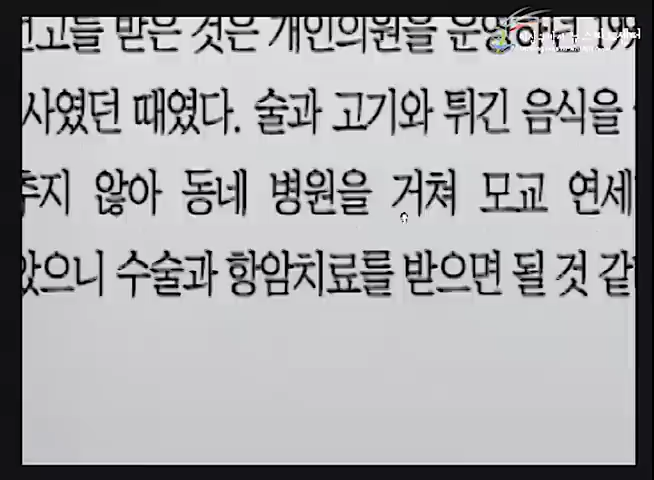 받은 것은 개인의원을 운영하던 199
사였던 때였다. 술과 고기와 튀긴 음식을
추지 않아 동네 병원을 거쳐 모교 연세
았으니 수술과 항암치료를 받으면 될 것 같